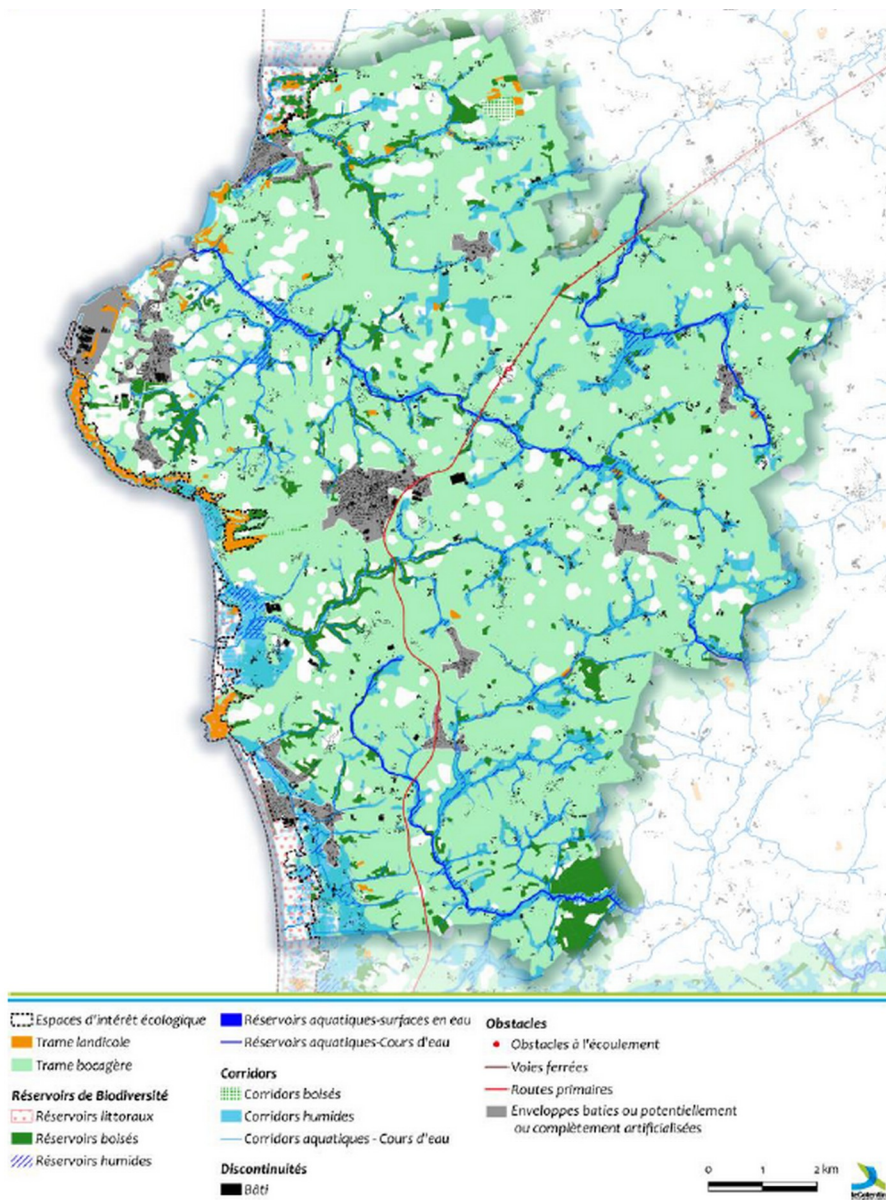 Espaces d'intérêt écologique
Trame landicole
Trame bocagère
Réservoirs de Biodiversité
Réservoirs littoraux
Réservoirs boisés
Réservoirs humides
Réservoirs aquatiques-surfaces en eau
Réservoirs aquatiques-Cours d'eau
Corridors
Corridors boisés
Corridors humides
Corridors aquatiques - Cours d'eau
Discontinuités
Bâti
Obstacles
Obstacles à l'écoulement
Voies ferrées
Routes primaires
Enveloppes baties ou potentiellement
ou complètement artificialisées
0 1 2 km